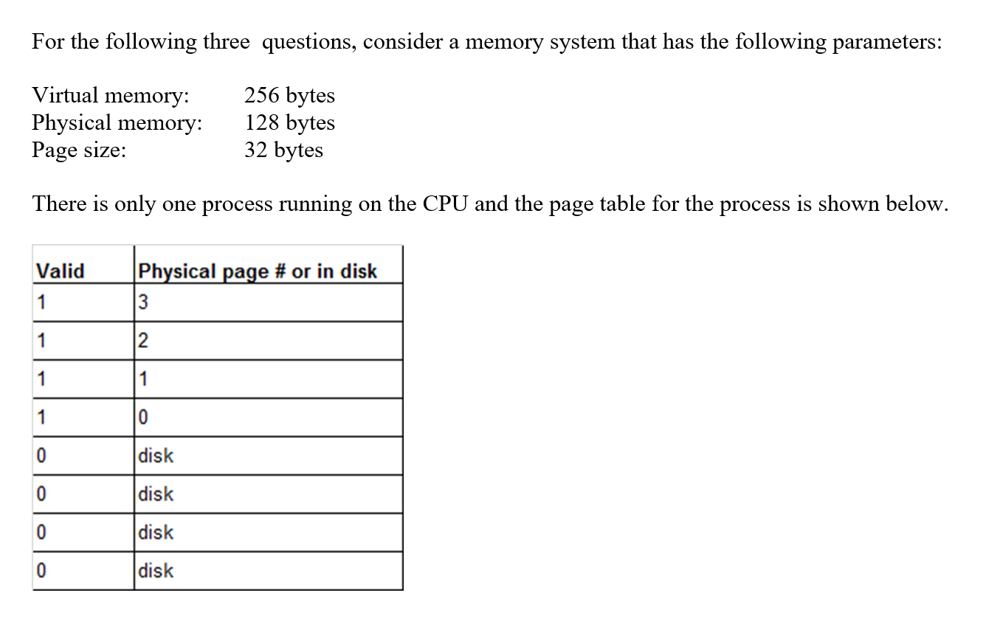 For the following three  questions, consider a memory system that has the following parameters:
Virtual memory: 256 bytes
Physical memory: 128 bytes
Page size: 32 bytes
There is only one process running on the CPU and the page table for the process is shown below.
Valid Physical page # or in disk
1 3
1 2
1 1
1 0
0 disk
0 disk
0 disk
0 disk